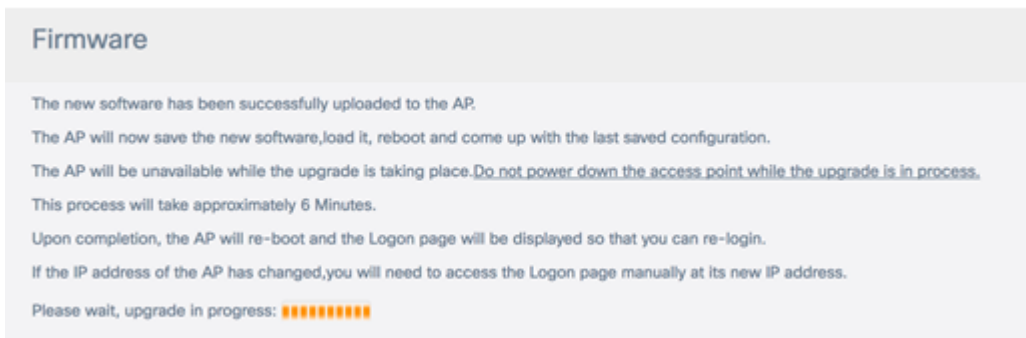 Firmware
The new software has been successfully uploaded to the AP.
The AP will now save the new software,load it, reboot and come up with the last saved configuration.
The AP will be unavailable while the upgrade is taking place.Do not power down the access point while the upgrade is in process.
This process will take approximately 6 Minutes.
Upon completion, the AP will re-boot and the Logon page will be displayed so that you can re-login.
If the IP address of the AP has changed,you will need to access the Logon page manually at its new IP address.
Please wait, upgrade in progress: